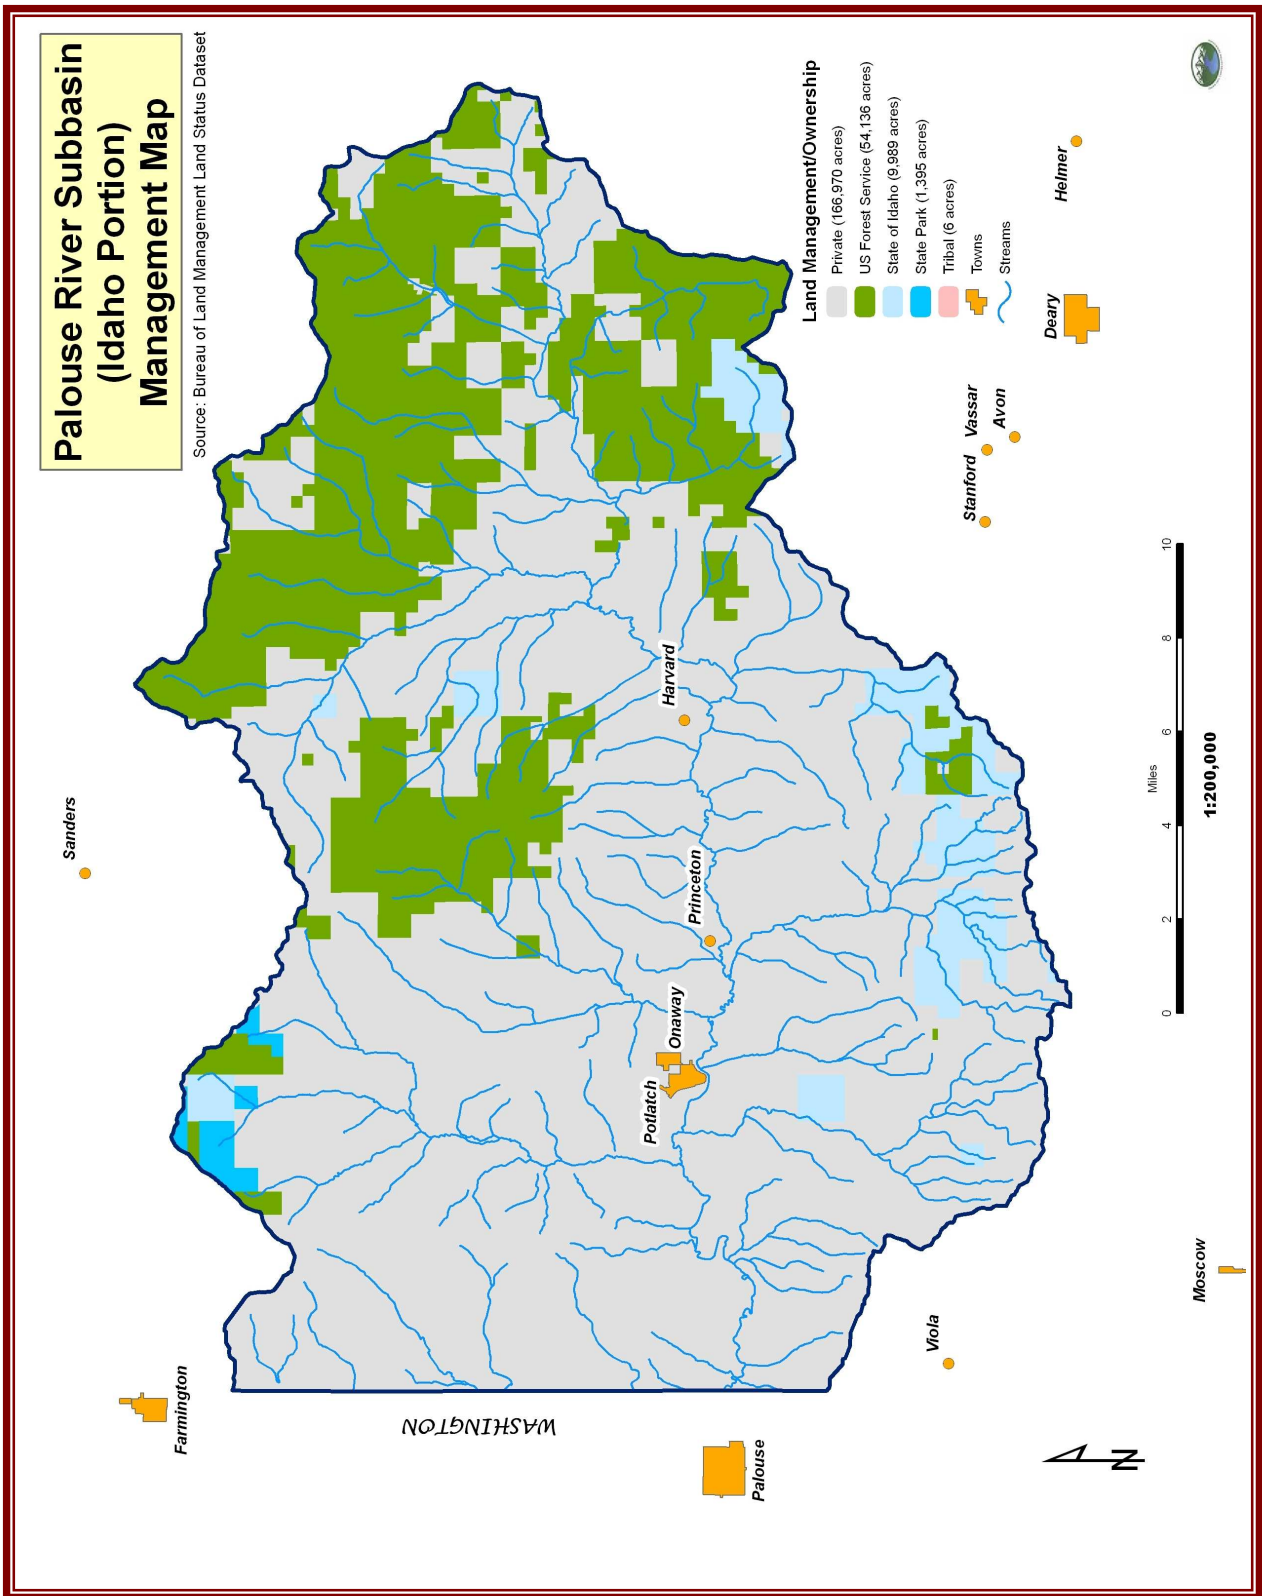 Palouse River Subbasin
(Idaho Portion)
Management Map
Source: Bureau of Land Management Land Status Dataset
Land Management/Ownership
Private (166,970 acres)
US Forest Service (54,136 acres)
State of Idaho (9,989 acres)
State Park (1,395 acres)
Tribal (6 acres)
Towns
Streams
Sanders
Farmington
WASHINGTON
Palouse
Potlatch
Onaway
Princeton
Harvard
Viola
Moscow
Stanford
Vassar
Avon
Deary
Helmer
N
0 2 4 6 8 10
Miles
1:200,000